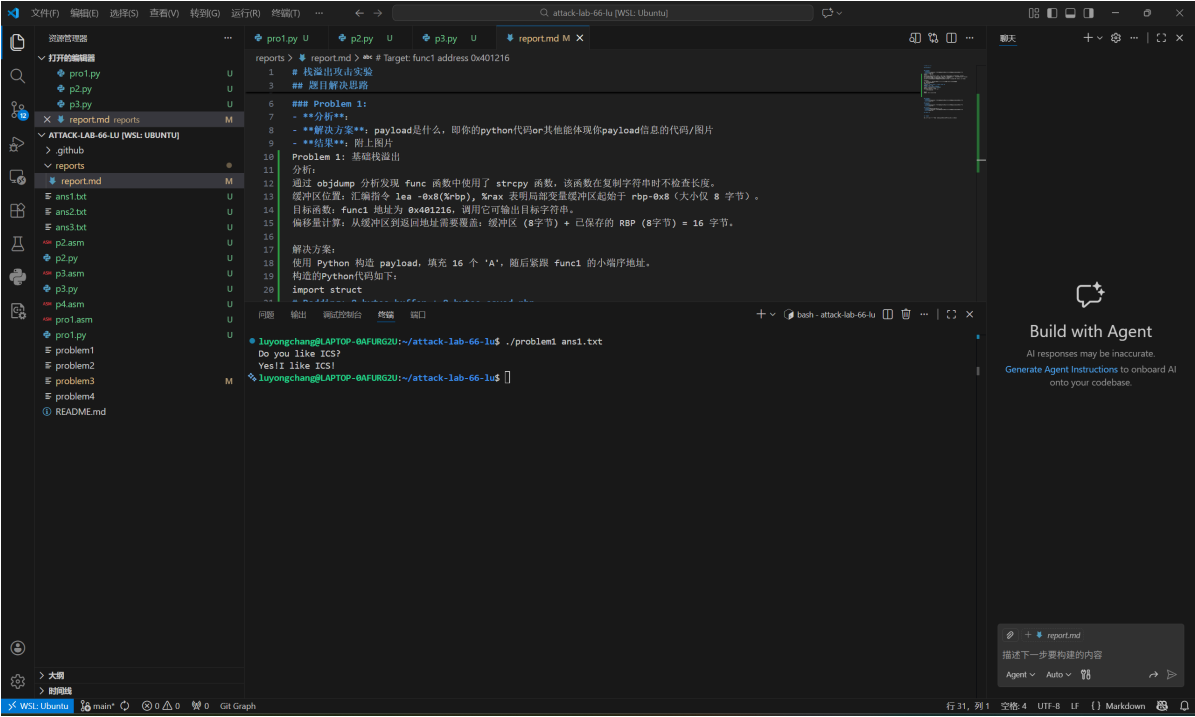 文件(F) 编辑(E) 选择(S) 查看(V) 转到(G) 运行(R) 终端(T) ··· attack-lab-66-lu [WSL: Ubuntu]
资源管理器
打开的编辑器
pro1.py U
p2.py U
p3.py U
report.md reports M
ATTACK-LAB-66-LU [WSL: UBUNTU]
.github
reports
report.md M
ans1.txt U
ans2.txt U
ans3.txt U
p2.asm U
p2.py U
p3.asm U
p3.py U
p4.asm U
pro1.asm U
pro1.py U
problem1
problem2
problem3 M
problem4
README.md
大纲
时间线
pro1.py U p2.py U p3.py U report.md M
reports > report.md > # Target: func1 address 0x401216
1 # 栈溢出攻击实验
3 ## 题目解决思路
6 ### Problem 1:
7 - **分析**:
8 - **解决方案**: payload是什么，即你的python代码or其他能体现你payload信息的代码/图片
9 - **结果**: 附上图片
10 Problem 1: 基础栈溢出
11 分析:
12 通过 objdump 分析发现 func 函数中使用了 strcpy 函数，该函数在复制字符串时不检查长度。
13 缓冲区位置: 汇编指令 lea -0x8(%rbp), %rax 表明局部变量缓冲区起始于 rbp-0x8（大小仅 8 字节）。
14 目标函数: func1 地址为 0x401216，调用它可输出目标字符串。
15 偏移量计算: 从缓冲区到返回地址需要覆盖: 缓冲区 (8字节) + 已保存的 RBP (8字节) = 16 字节。
16
17 解决方案:
18 使用 Python 构造 payload，填充 16 个 'A'，随后紧跟 func1 的小端序地址。
19 构造的Python代码如下:
20 import struct
问题 输出 调试控制台 终端 端口 bash - attack-lab-66-lu
luyongchang@LAPTOP-0AFURG2U:~/attack-lab-66-lu$ ./problem1 ans1.txt
Do you like ICS?
Yes!I like ICS!
luyongchang@LAPTOP-0AFURG2U:~/attack-lab-66-lu$
聊天
Build with Agent
AI responses may be inaccurate.
Generate Agent Instructions to onboard AI
onto your codebase.
report.md
描述下一步要构建的内容
Agent Auto
WSL: Ubuntu main* 12 0 0 0 Git Graph 行 31，列 1 空格: 4 UTF-8 LF { } Markdown